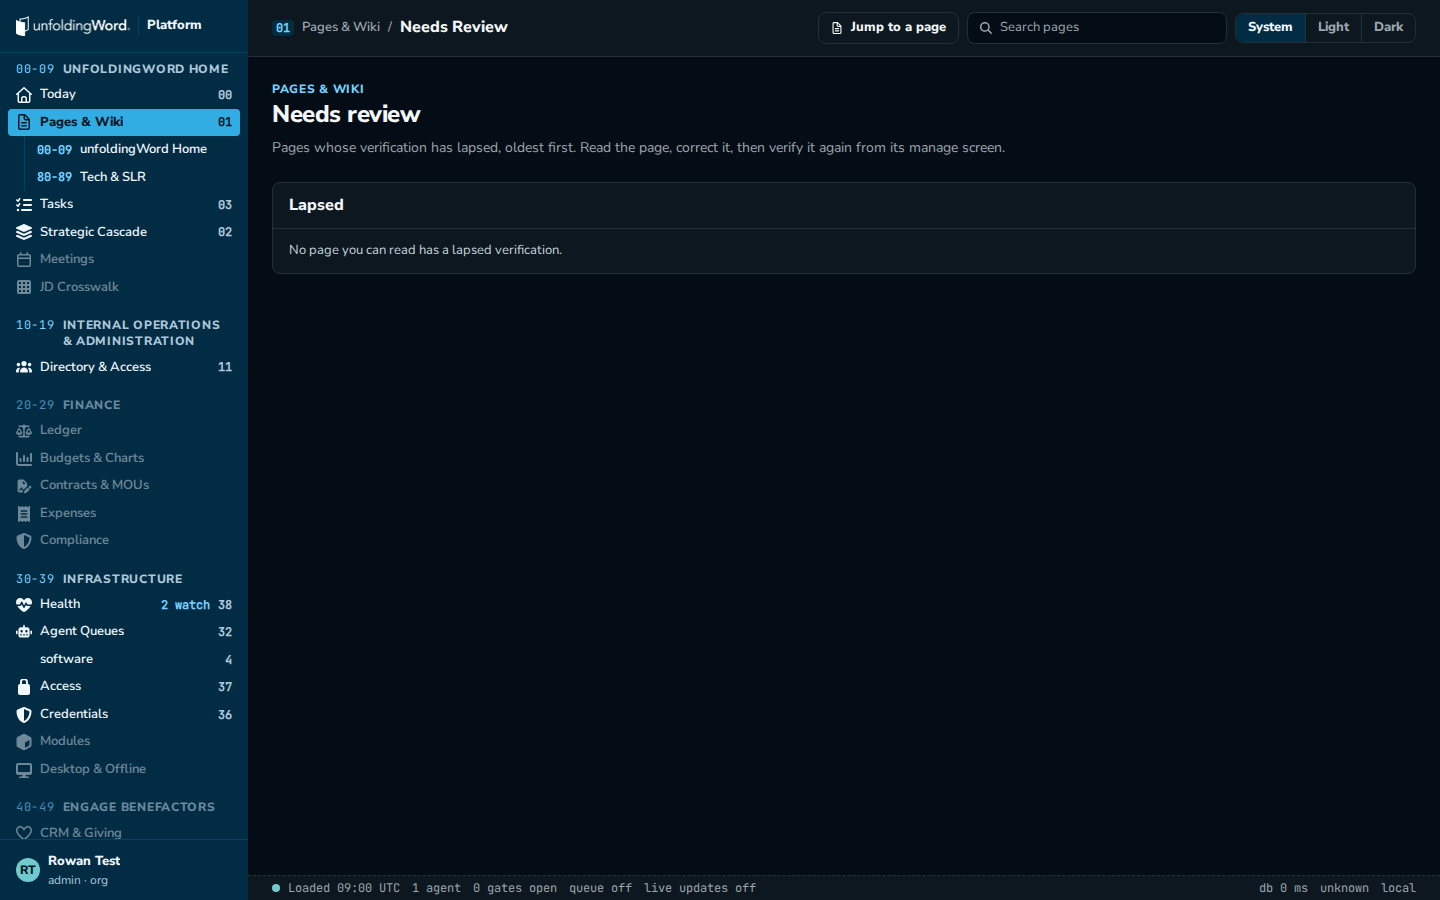 unfoldingWord. Platform
00-09 UNFOLDINGWORD HOME
Today 00
Pages & Wiki 01
00-09 unfoldingWord Home
80-89 Tech & SLR
Tasks 03
Strategic Cascade 02
Meetings
JD Crosswalk
10-19 INTERNAL OPERATIONS
& ADMINISTRATION
Directory & Access 11
20-29 FINANCE
Ledger
Budgets & Charts
Contracts & MOUs
Expenses
Compliance
30-39 INFRASTRUCTURE
Health 2 watch 38
Agent Queues 32
software 4
Access 37
Credentials 36
Modules
Desktop & Offline
40-49 ENGAGE BENEFACTORS
CRM & Giving
RT Rowan Test
admin · org
01 Pages & Wiki / Needs Review
Jump to a page
Search pages
System Light Dark
PAGES & WIKI
Needs review
Pages whose verification has lapsed, oldest first. Read the page, correct it, then verify it again from its manage screen.
Lapsed
No page you can read has a lapsed verification.
Loaded 09:00 UTC 1 agent 0 gates open queue off live updates off
db 0 ms unknown local